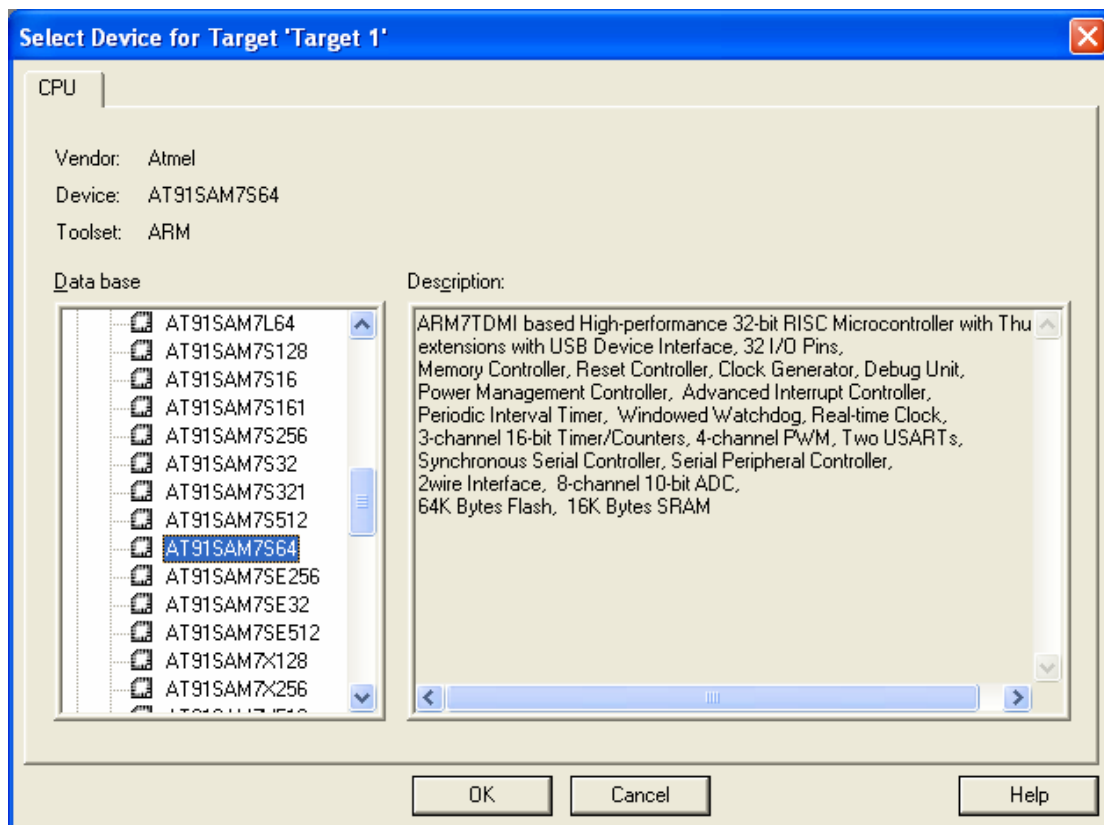 Select Device for Target 'Target 1'
CPU
Vendor: Atmel
Device: AT91SAM7S64
Toolset: ARM
Data base
AT91SAM7L64
AT91SAM7S128
AT91SAM7S16
AT91SAM7S161
AT91SAM7S256
AT91SAM7S32
AT91SAM7S321
AT91SAM7S512
AT91SAM7S64
AT91SAM7SE256
AT91SAM7SE32
AT91SAM7SE512
AT91SAM7X128
AT91SAM7X256
Description:
ARM7TDMI based High-performance 32-bit RISC Microcontroller with Thu
extensions with USB Device Interface, 32 I/O Pins,
Memory Controller, Reset Controller, Clock Generator, Debug Unit,
Power Management Controller, Advanced Interrupt Controller,
Periodic Interval Timer, Windowed Watchdog, Real-time Clock,
3-channel 16-bit Timer/Counters, 4-channel PWM, Two USARTs,
Synchronous Serial Controller, Serial Peripheral Controller,
2wire Interface, 8-channel 10-bit ADC,
64K Bytes Flash, 16K Bytes SRAM
OK
Cancel
Help